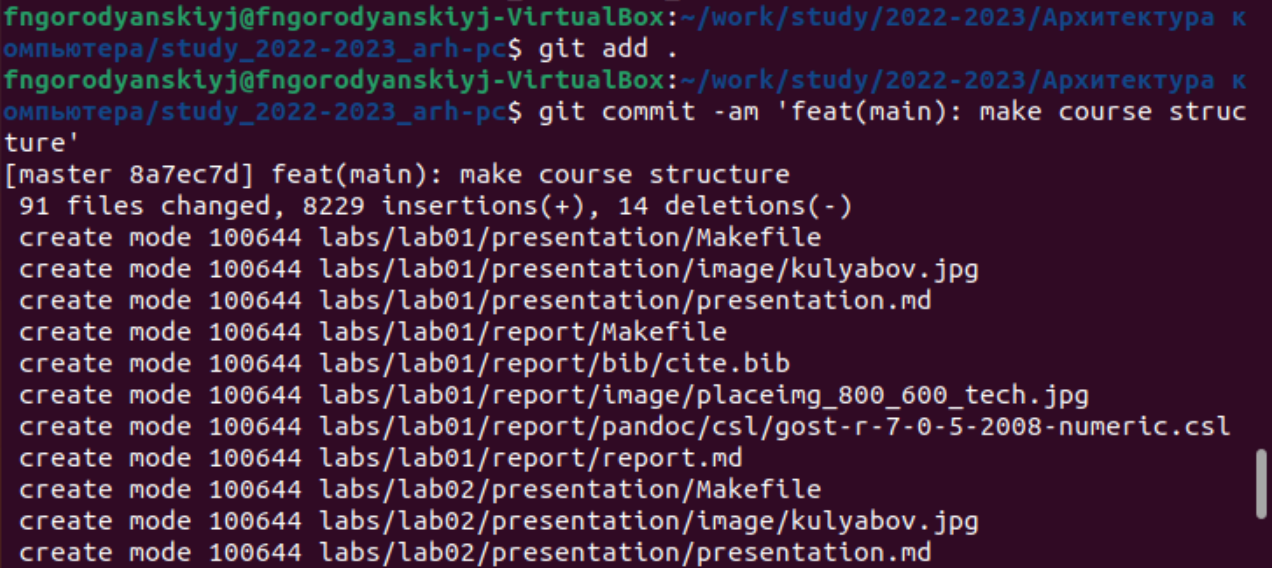 fngorodyanskiyj@fngorodyanskiyj-VirtualBox:~/work/study/2022-2023/Архитектура к
омпьютера/study_2022-2023_arh-pc$ git add .
fngorodyanskiyj@fngorodyanskiyj-VirtualBox:~/work/study/2022-2023/Архитектура к
омпьютера/study_2022-2023_arh-pc$ git commit -am 'feat(main): make course struc
ture'
[master 8a7ec7d] feat(main): make course structure
 91 files changed, 8229 insertions(+), 14 deletions(-)
 create mode 100644 labs/lab01/presentation/Makefile
 create mode 100644 labs/lab01/presentation/image/kulyabov.jpg
 create mode 100644 labs/lab01/presentation/presentation.md
 create mode 100644 labs/lab01/report/Makefile
 create mode 100644 labs/lab01/report/bib/cite.bib
 create mode 100644 labs/lab01/report/image/placeimg_800_600_tech.jpg
 create mode 100644 labs/lab01/report/pandoc/csl/gost-r-7-0-5-2008-numeric.csl
 create mode 100644 labs/lab01/report/report.md
 create mode 100644 labs/lab02/presentation/Makefile
 create mode 100644 labs/lab02/presentation/image/kulyabov.jpg
 create mode 100644 labs/lab02/presentation/presentation.md